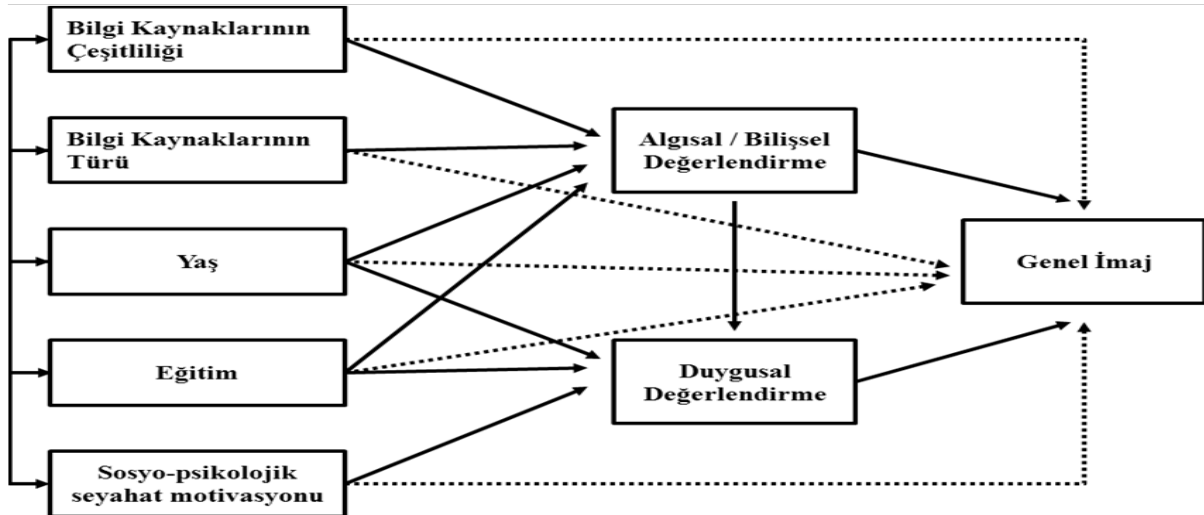 Bilgi Kaynaklarının
Çeşitliliği
Bilgi Kaynaklarının
Türü
Algısal / Bilişsel
Değerlendirme
Yaş
Genel İmaj
Eğitim
Duygusal
Değerlendirme
Sosyo-psikolojik
seyahat motivasyonu